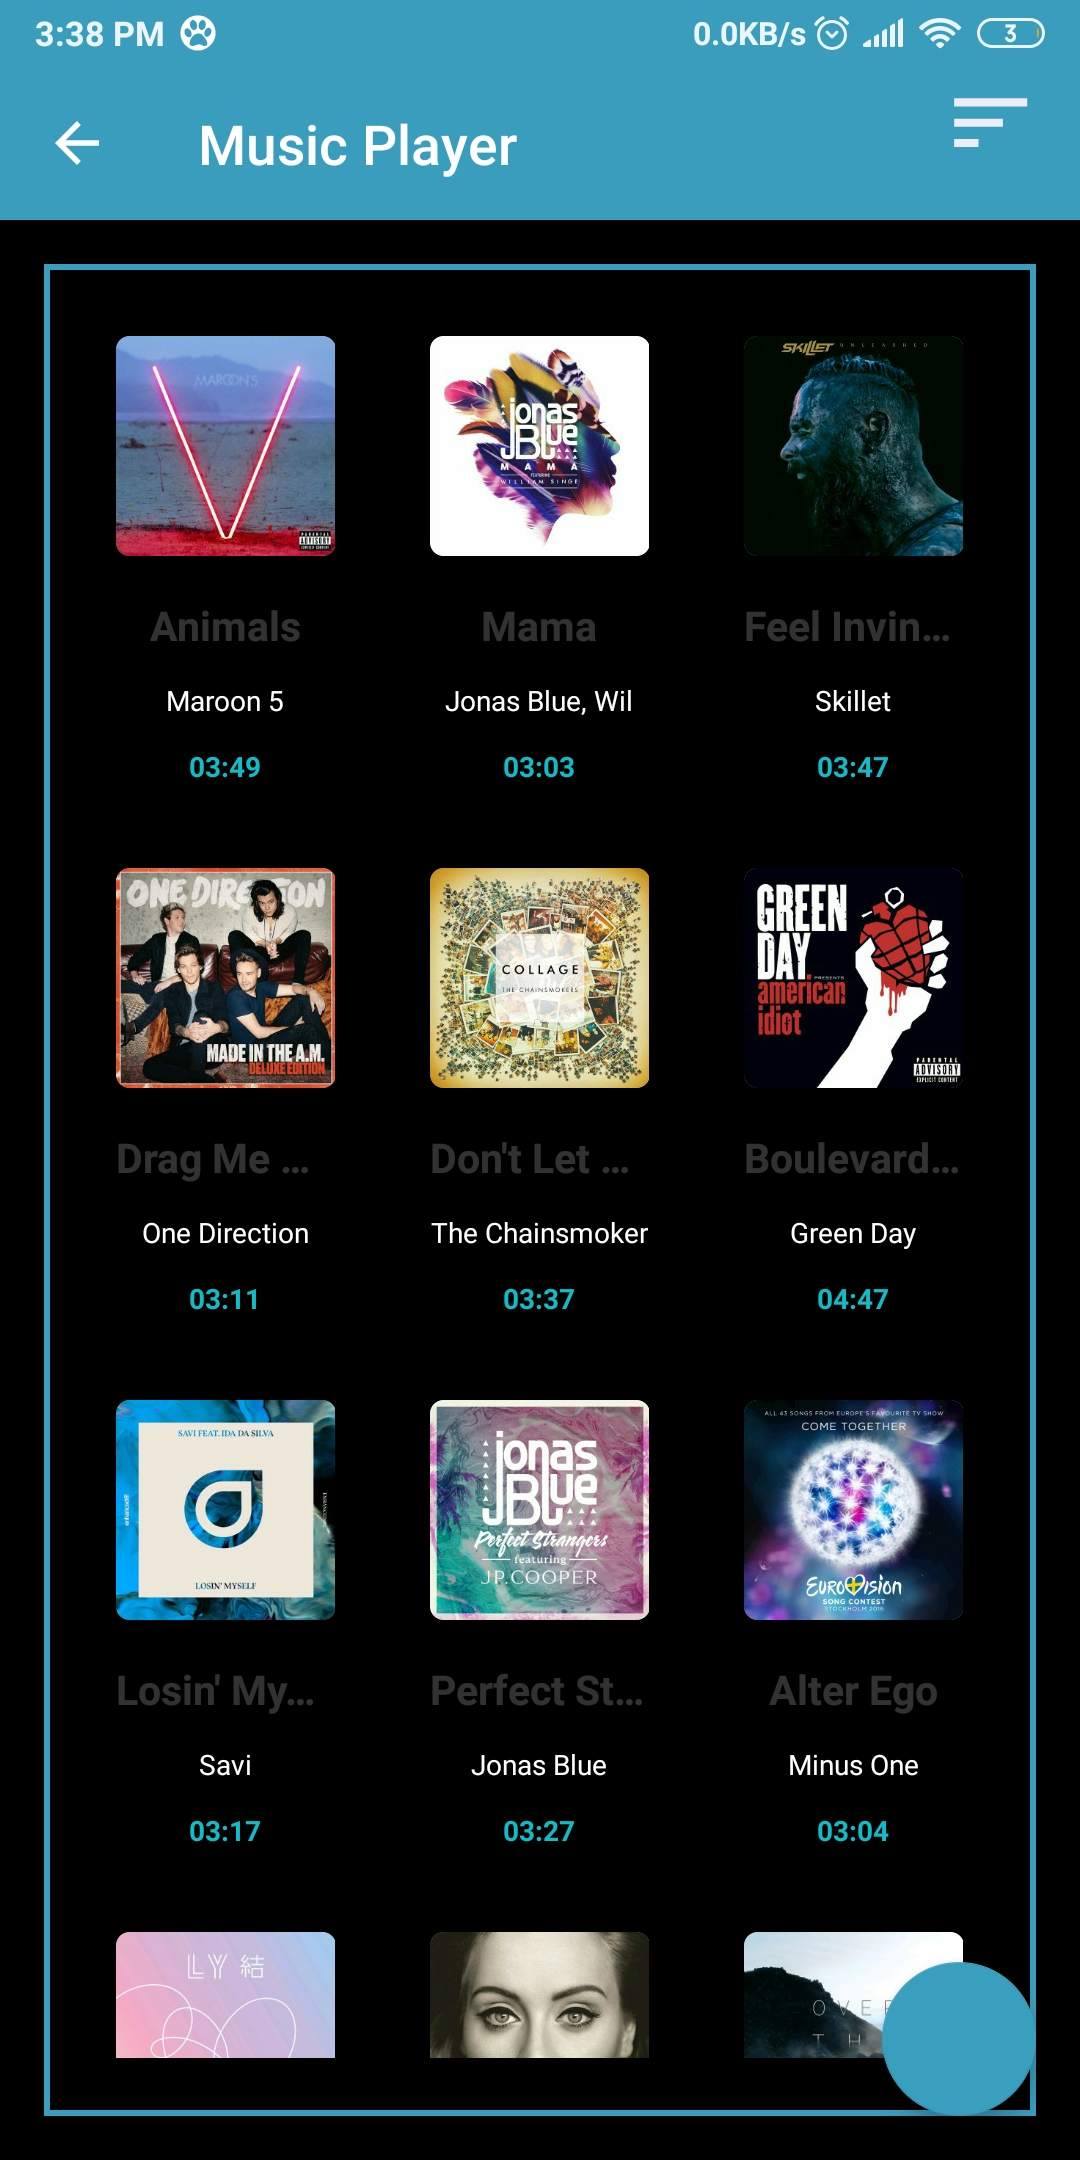 3:38 PM
0.0KB/s
3
Music Player
MAROON 5
PARENTAL
ADVISORY
EXPLICIT CONTENT
jonas
Blue
MAMA
FEATURING
WILLIAM SINGE
SKILLET UNLEASHED
Animals
Mama
Feel Invin...
Maroon 5
Jonas Blue, Wil
Skillet
03:49
03:03
03:47
ONE DIRECTION
MADE IN THE A.M.
DELUXE EDITION
COLLAGE
THE CHAINSMOKERS
GREEN
DAY
PRESENTS
american
idiot
PARENTAL
ADVISORY
EXPLICIT CONTENT
Drag Me ...
Don't Let ...
Boulevard...
One Direction
The Chainsmoker
Green Day
03:11
03:37
04:47
SAVI FEAT. IDA DA SILVA
LOSIN' MYSELF
jonas
Blue
Perfect Strangers
featuring
JP.COOPER
ALL 43 SONGS FROM EUROPE'S FAVOURITE TV SHOW
COME TOGETHER
EUROVISION
SONG CONTEST
STOCKHOLM 2016
Losin' My...
Perfect St...
Alter Ego
Savi
Jonas Blue
Minus One
03:17
03:27
03:04
LY 結
OVE
TH